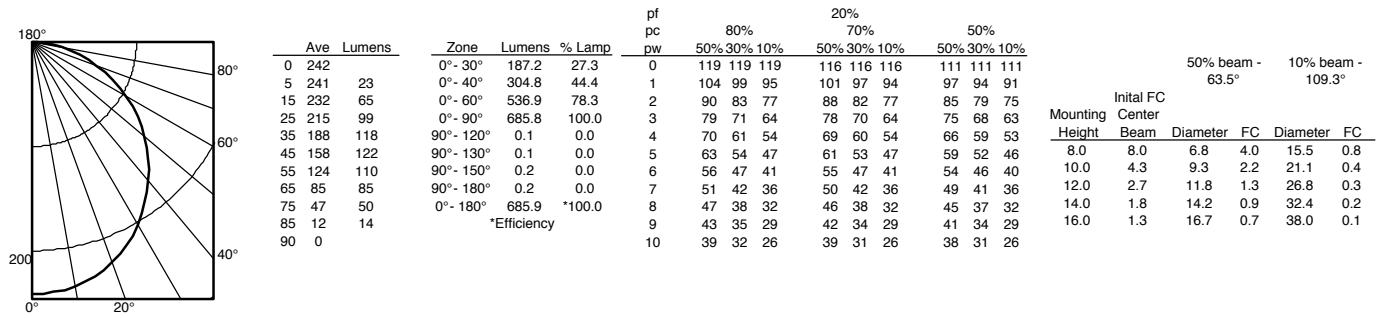 180°
80°
60°
40°
200
0° 20°
Ave Lumens
0 242
5 241 23
15 232 65
25 215 99
35 188 118
45 158 122
55 124 110
65 85 85
75 47 50
85 12 14
90 0
Zone Lumens % Lamp
0°- 30° 187.2 27.3
0°- 40° 304.8 44.4
0°- 60° 536.9 78.3
0°- 90° 685.8 100.0
90°- 120° 0.1 0.0
90°- 130° 0.1 0.0
90°- 150° 0.2 0.0
90°- 180° 0.2 0.0
0°- 180° 685.9 *100.0
*Efficiency
pf 20%
pc 80% 70% 50%
pw 50% 30% 10% 50% 30% 10% 50% 30% 10%
0 119 119 119 116 116 116 111 111 111
1 104 99 95 101 97 94 97 94 91
2 90 83 77 88 82 77 85 79 75
3 79 71 64 78 70 64 75 68 63
4 70 61 54 69 60 54 66 59 53
5 63 54 47 61 53 47 59 52 46
6 56 47 41 55 47 41 54 46 40
7 51 42 36 50 42 36 49 41 36
8 47 38 32 46 38 32 45 37 32
9 43 35 29 42 34 29 41 34 29
10 39 32 26 39 31 26 38 31 26
50% beam - 10% beam -
63.5° 109.3°
Inital FC
Mounting Center
Height Beam Diameter FC Diameter FC
8.0 8.0 6.8 4.0 15.5 0.8
10.0 4.3 9.3 2.2 21.1 0.4
12.0 2.7 11.8 1.3 26.8 0.3
14.0 1.8 14.2 0.9 32.4 0.2
16.0 1.3 16.7 0.7 38.0 0.1